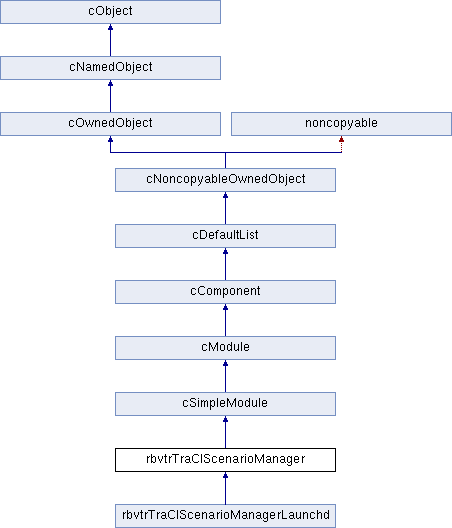 cObject
cNamedObject
cOwnedObject
noncopyable
cNoncopyableOwnedObject
cDefaultList
cComponent
cModule
cSimpleModule
rbvtrTraCIScenarioManager
rbvtrTraCIScenarioManagerLaunchd